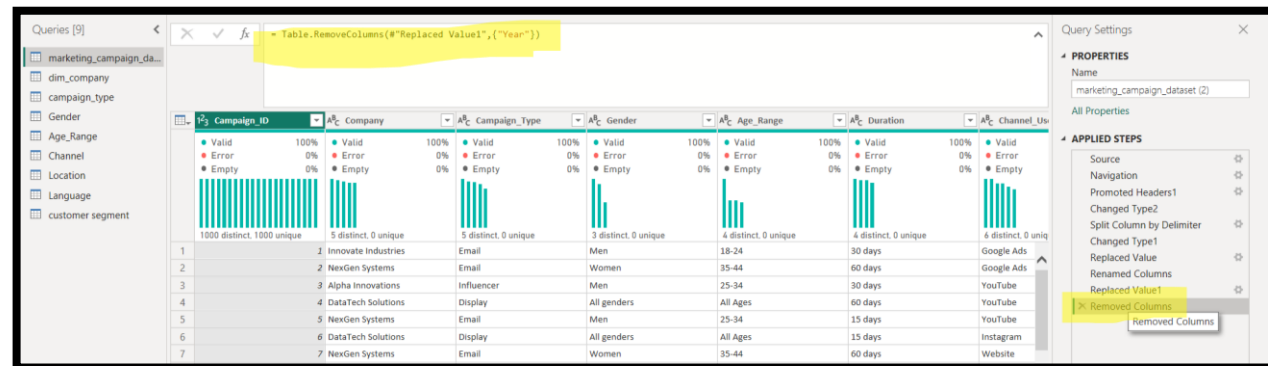 Queries [9]
marketing_campaign_da...
dim_company
campaign_type
Gender
Age_Range
Channel
Location
Language
customer segment
fx = Table.RemoveColumns(#"Replaced Value1",{"Year"})
1²3 Campaign_ID ABC Company ABC Campaign_Type ABC Gender ABC Age_Range ABC Duration ABC Channel_Us
Valid 100% Valid 100% Valid 100% Valid 100% Valid 100% Valid 100% Valid
Error 0% Error 0% Error 0% Error 0% Error 0% Error 0% Error
Empty 0% Empty 0% Empty 0% Empty 0% Empty 0% Empty 0% Empty
1000 distinct, 1000 unique 5 distinct, 0 unique 5 distinct, 0 unique 3 distinct, 0 unique 4 distinct, 0 unique 4 distinct, 0 unique 6 distinct, 0 uniq
1 1 Innovate Industries Email Men 18-24 30 days Google Ads
2 2 NexGen Systems Email Women 35-44 60 days Google Ads
3 3 Alpha Innovations Influencer Men 25-34 30 days YouTube
4 4 DataTech Solutions Display All genders All Ages 60 days YouTube
5 5 NexGen Systems Email Men 25-34 15 days YouTube
6 6 DataTech Solutions Display All genders All Ages 15 days Instagram
7 7 NexGen Systems Email Women 35-44 60 days Website
Query Settings
PROPERTIES
Name
marketing_campaign_dataset (2)
All Properties
APPLIED STEPS
Source
Navigation
Promoted Headers1
Changed Type2
Split Column by Delimiter
Changed Type1
Replaced Value
Renamed Columns
Replaced Value1
Removed Columns
Removed Columns